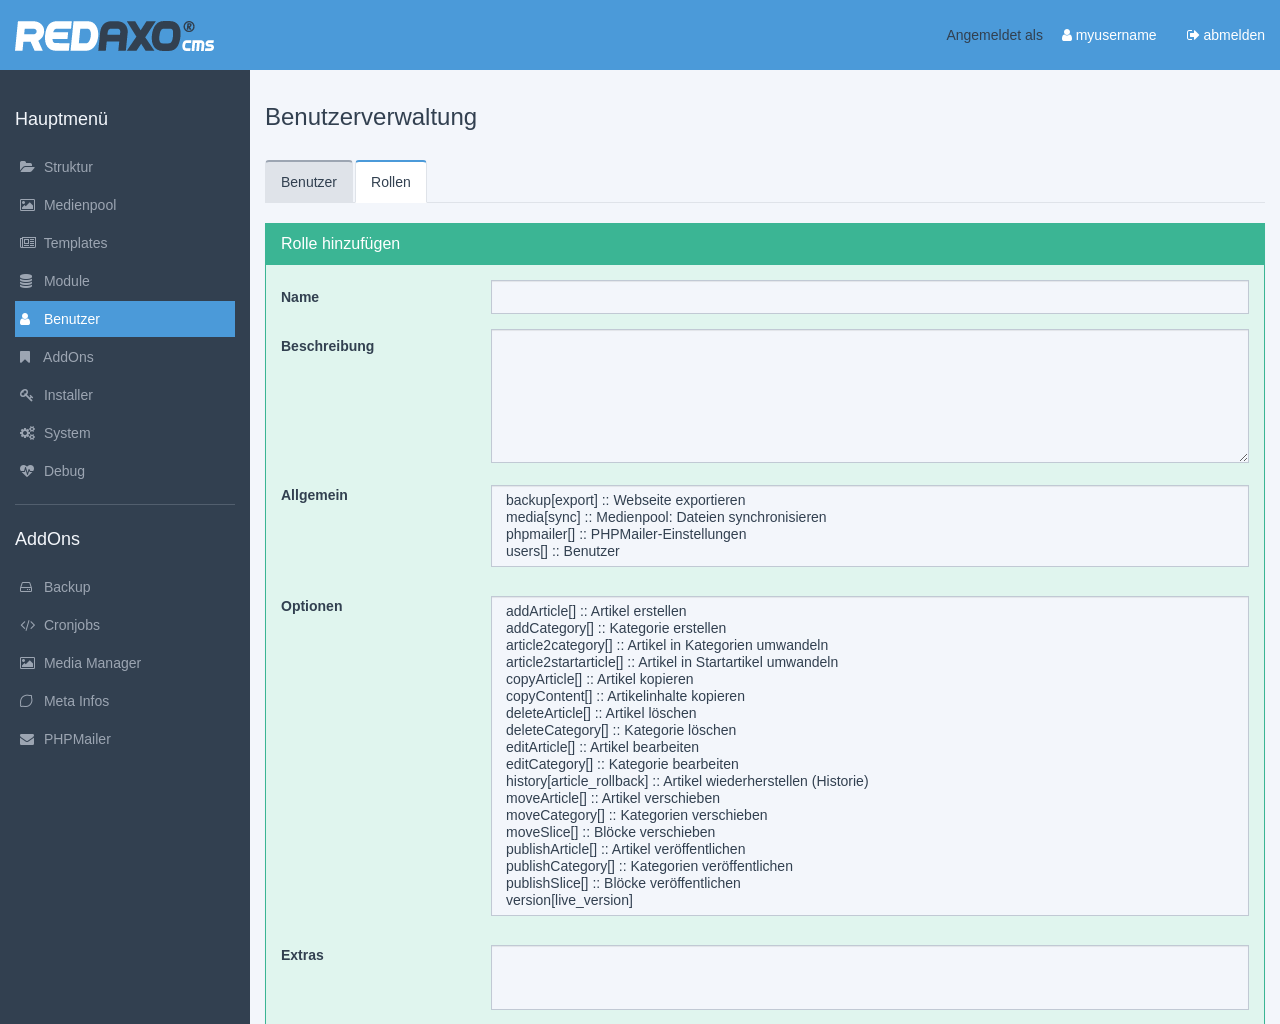 REDAXO® cms
Angemeldet als myusername abmelden
Hauptmenü
Struktur
Medienpool
Templates
Module
Benutzer
AddOns
Installer
System
Debug
AddOns
Backup
Cronjobs
Media Manager
Meta Infos
PHPMailer
Benutzerverwaltung
Benutzer Rollen
Rolle hinzufügen
Name
Beschreibung
Allgemein
backup[export] :: Webseite exportieren
media[sync] :: Medienpool: Dateien synchronisieren
phpmailer[] :: PHPMailer-Einstellungen
users[] :: Benutzer
Optionen
addArticle[] :: Artikel erstellen
addCategory[] :: Kategorie erstellen
article2category[] :: Artikel in Kategorien umwandeln
article2startarticle[] :: Artikel in Startartikel umwandeln
copyArticle[] :: Artikel kopieren
copyContent[] :: Artikelinhalte kopieren
deleteArticle[] :: Artikel löschen
deleteCategory[] :: Kategorie löschen
editArticle[] :: Artikel bearbeiten
editCategory[] :: Kategorie bearbeiten
history[article_rollback] :: Artikel wiederherstellen (Historie)
moveArticle[] :: Artikel verschieben
moveCategory[] :: Kategorien verschieben
moveSlice[] :: Blöcke verschieben
publishArticle[] :: Artikel veröffentlichen
publishCategory[] :: Kategorien veröffentlichen
publishSlice[] :: Blöcke veröffentlichen
version[live_version]
Extras